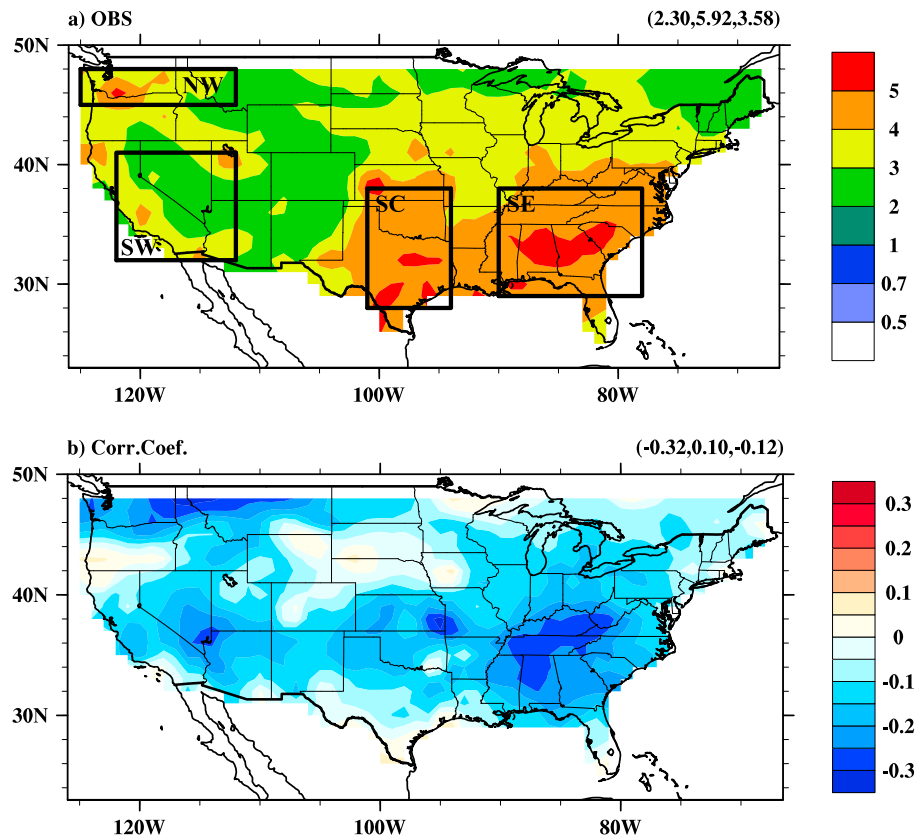 a) OBS (2.30,5.92,3.58)
50N
40N
30N
120W 100W 80W
NW
SW
SC
SE
5
4
3
2
1
0.7
0.5
b) Corr.Coef. (-0.32,0.10,-0.12)
50N
40N
30N
120W 100W 80W
0.3
0.2
0.1
0
-0.1
-0.2
-0.3